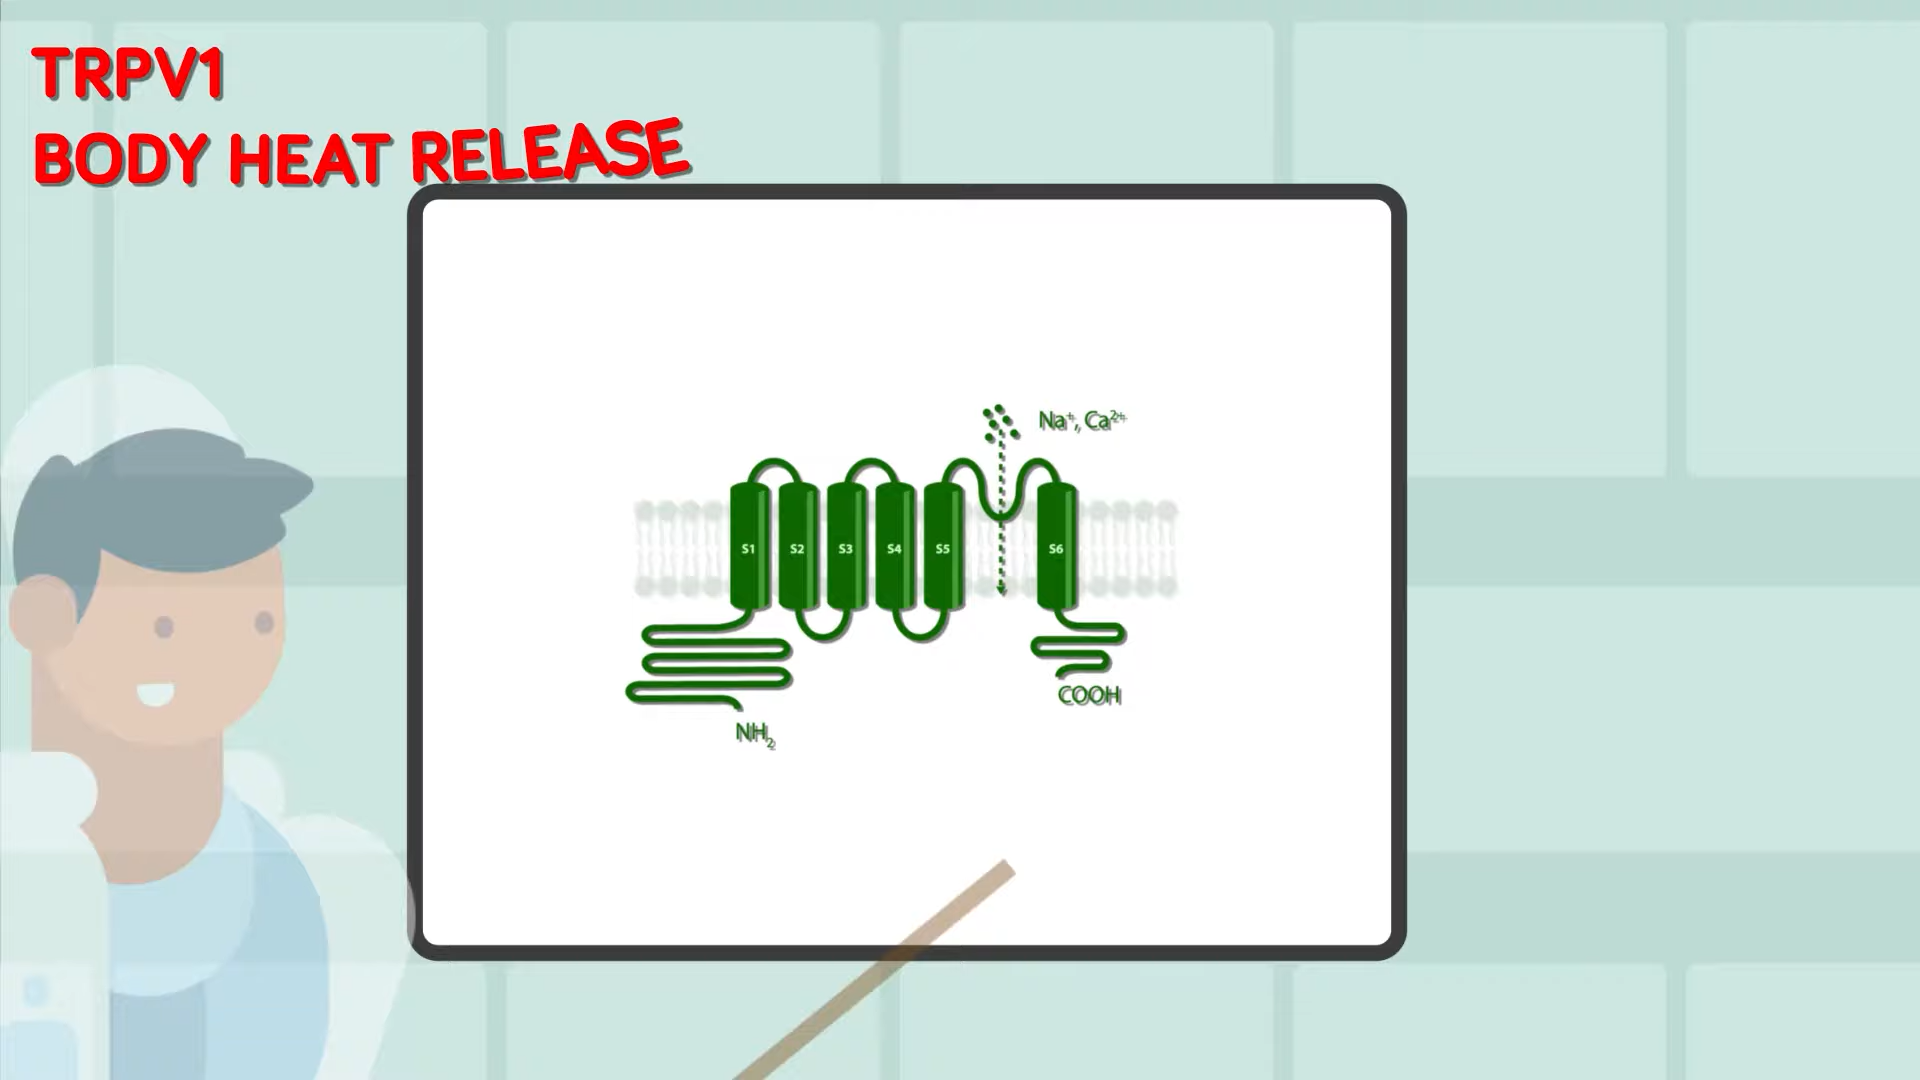 TRPV1
BODY HEAT RELEASE
Na⁺, Ca²⁺
S1 S2 S3 S4 S5 S6
COOH
NH₂